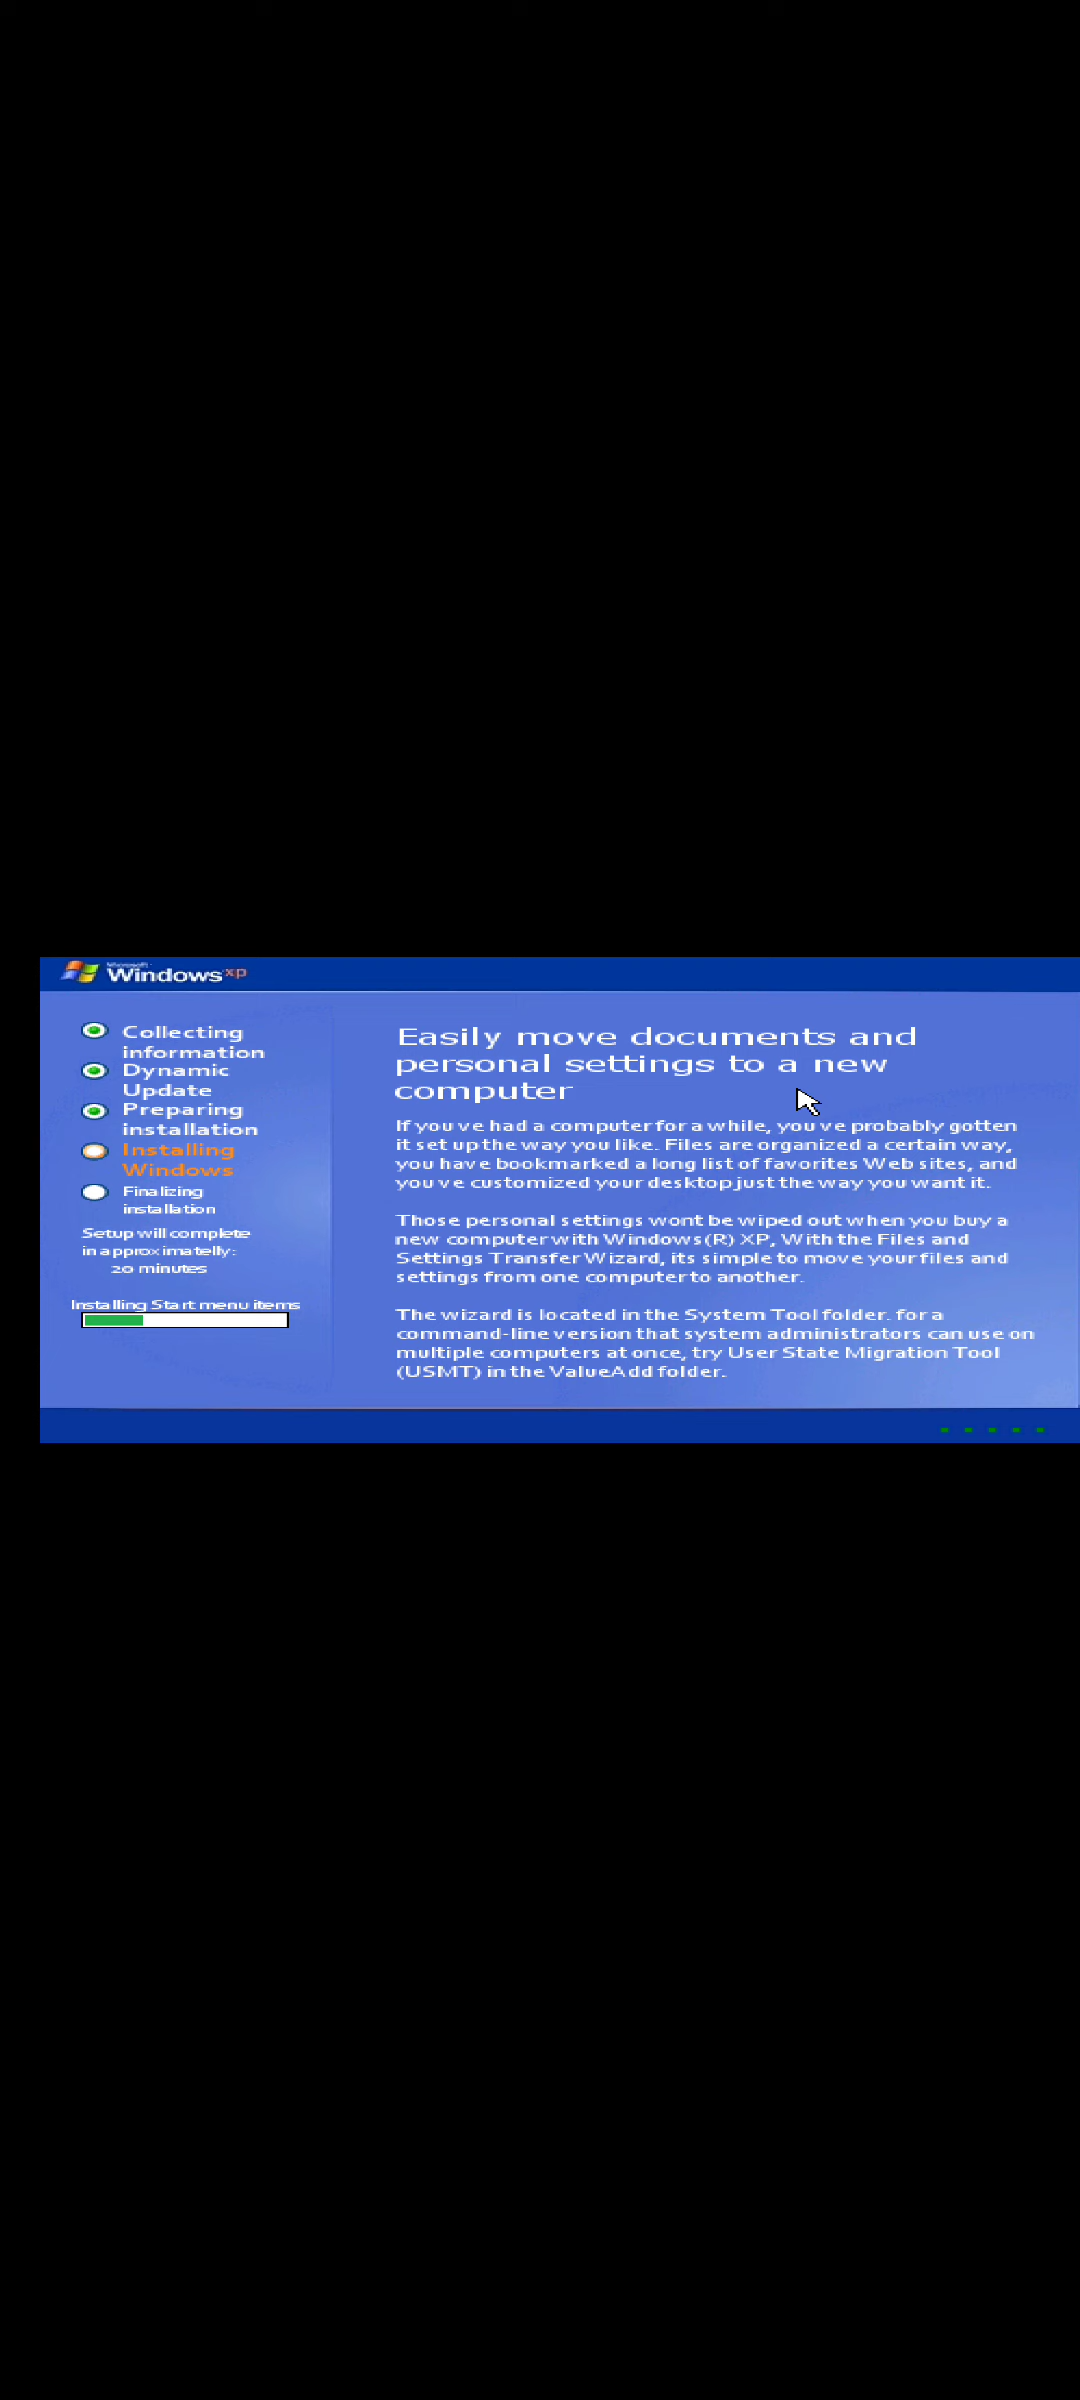 Microsoft
Windows xp
Collecting
information
Dynamic
Update
Preparing
installation
Installing
Windows
Finalizing
installation
Setup will complete
in approximatelly:
20 minutes
Installing Start menu items
Easily move documents and
personal settings to a new
computer
If you've had a computer for a while, you've probably gotten
it set up the way you like. Files are organized a certain way,
you have bookmarked a long list of favorites Web sites, and
you've customized your desktop just the way you want it.
Those personal settings wont be wiped out when you buy a
new computer with Windows(R) XP, With the Files and
Settings Transfer Wizard, its simple to move your files and
settings from one computer to another.
The wizard is located in the System Tool folder. for a
command-line version that system administrators can use on
multiple computers at once, try User State Migration Tool
(USMT) in the ValueAdd folder.